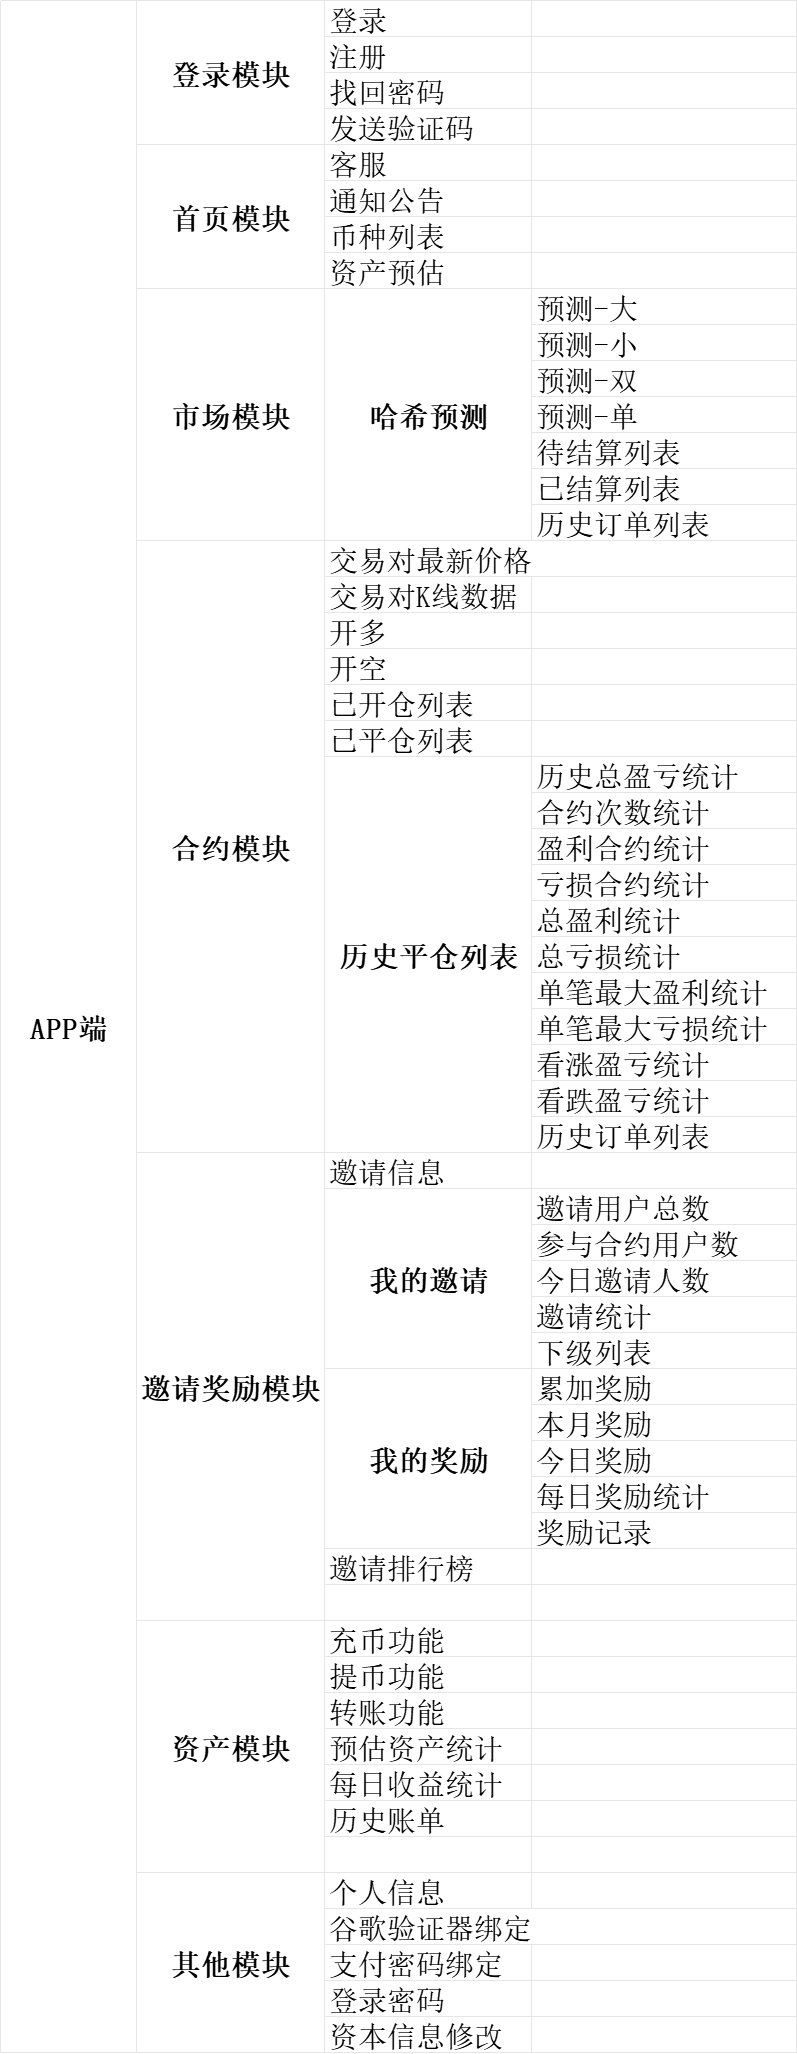 APP端
登录模块
登录
注册
找回密码
发送验证码
首页模块
客服
通知公告
币种列表
资产预估
市场模块
哈希预测
预测-大
预测-小
预测-双
预测-单
待结算列表
已结算列表
历史订单列表
合约模块
交易对最新价格
交易对K线数据
开多
开空
已开仓列表
已平仓列表
历史平仓列表
历史总盈亏统计
合约次数统计
盈利合约统计
亏损合约统计
总盈利统计
总亏损统计
单笔最大盈利统计
单笔最大亏损统计
看涨盈亏统计
看跌盈亏统计
历史订单列表
邀请奖励模块
邀请信息
我的邀请
邀请用户总数
参与合约用户数
今日邀请人数
邀请统计
下级列表
我的奖励
累加奖励
本月奖励
今日奖励
每日奖励统计
奖励记录
邀请排行榜
资产模块
充币功能
提币功能
转账功能
预估资产统计
每日收益统计
历史账单
其他模块
个人信息
谷歌验证器绑定
支付密码绑定
登录密码
资本信息修改